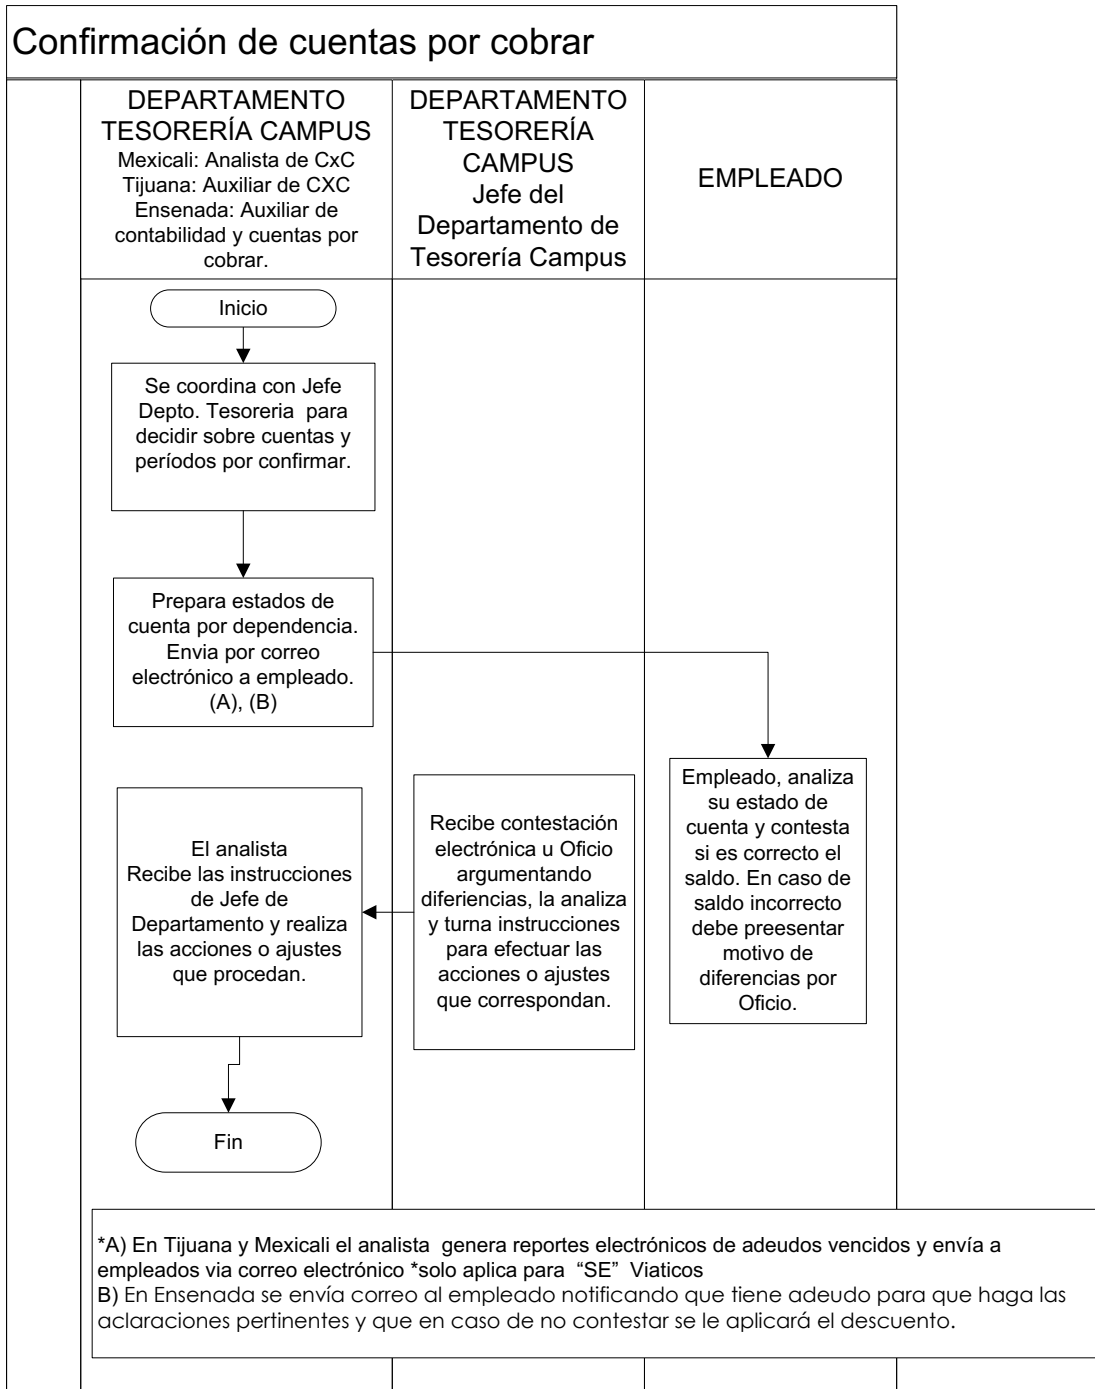 Confirmación de cuentas por cobrar
DEPARTAMENTO
TESORERÍA CAMPUS
Mexicali: Analista de CxC
Tijuana: Auxiliar de CXC
Ensenada: Auxiliar de
contabilidad y cuentas por
cobrar.
DEPARTAMENTO
TESORERÍA
CAMPUS
Jefe del
Departamento de
Tesorería Campus
EMPLEADO
Inicio
Se coordina con Jefe
Depto. Tesoreria para
decidir sobre cuentas y
períodos por confirmar.
Prepara estados de
cuenta por dependencia.
Envia por correo
electrónico a empleado.
(A), (B)
Empleado, analiza
su estado de
cuenta y contesta
si es correcto el
saldo. En caso de
saldo incorrecto
debe preesentar
motivo de
diferencias por
Oficio.
Recibe contestación
electrónica u Oficio
argumentando
diferiencias, la analiza
y turna instrucciones
para efectuar las
acciones o ajustes
que correspondan.
El analista
Recibe las instrucciones
de Jefe de
Departamento y realiza
las acciones o ajustes
que procedan.
Fin
*A) En Tijuana y Mexicali el analista genera reportes electrónicos de adeudos vencidos y envía a
empleados via correo electrónico *solo aplica para “SE” Viaticos
B) En Ensenada se envía correo al empleado notificando que tiene adeudo para que haga las
aclaraciones pertinentes y que en caso de no contestar se le aplicará el descuento.